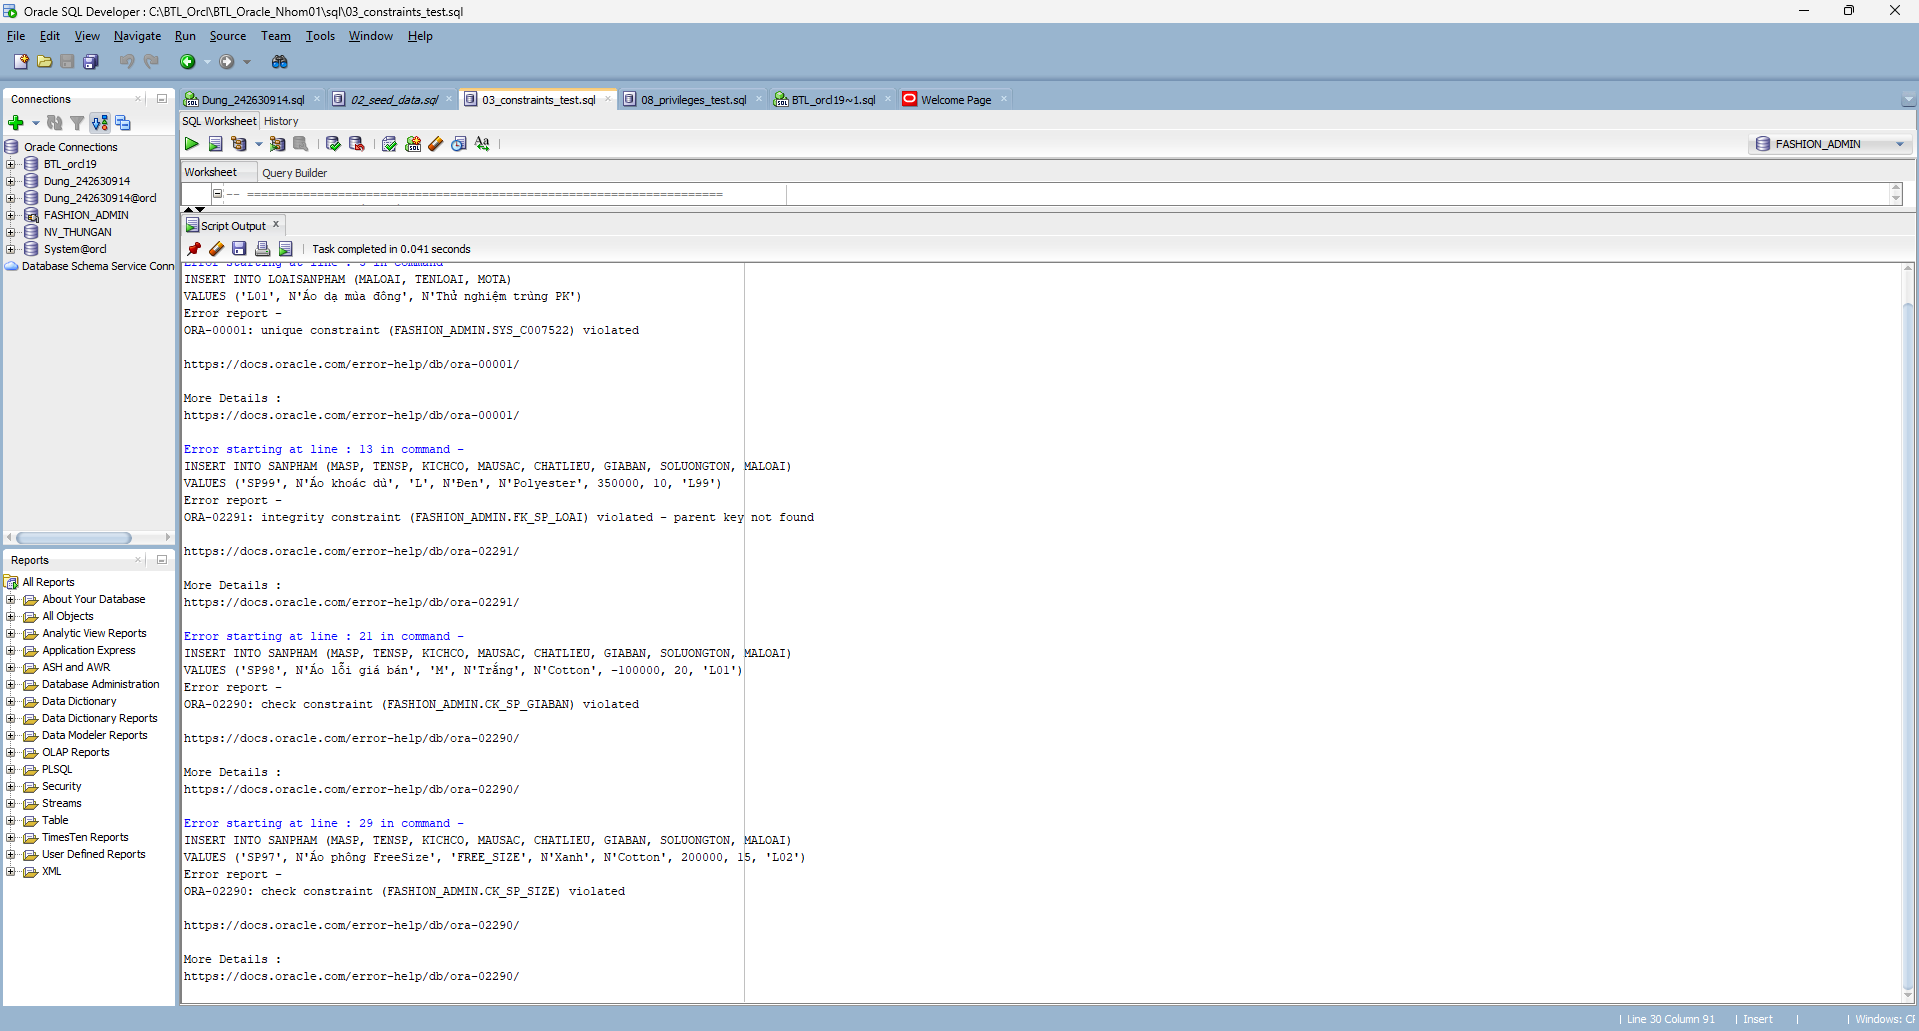 Oracle SQL Developer : C:\BTL_Orcl\BTL_Oracle_Nhom01\sql\03_constraints_test.sql
File Edit View Navigate Run Source Team Tools Window Help
Connections
Dung_242630914.sql 02_seed_data.sql 03_constraints_test.sql 08_privileges_test.sql BTL_orcl19~1.sql Welcome Page
SQL Worksheet History
FASHION_ADMIN
Worksheet Query Builder
-- ====================================================================
Oracle Connections
BTL_orcl19
Dung_242630914
Dung_242630914@orcl
FASHION_ADMIN
NV_THUNGAN
System@orcl
Database Schema Service Conn
Reports
All Reports
About Your Database
All Objects
Analytic View Reports
Application Express
ASH and AWR
Database Administration
Data Dictionary
Data Dictionary Reports
Data Modeler Reports
OLAP Reports
PLSQL
Security
Streams
Table
TimesTen Reports
User Defined Reports
XML
Script Output
Task completed in 0.041 seconds
Error starting at line : 5 in command
INSERT INTO LOAISANPHAM (MALOAI, TENLOAI, MOTA)
VALUES ('L01', N'Áo dạ mùa đông', N'Thử nghiệm trùng PK')
Error report -
ORA-00001: unique constraint (FASHION_ADMIN.SYS_C007522) violated
https://docs.oracle.com/error-help/db/ora-00001/
More Details :
https://docs.oracle.com/error-help/db/ora-00001/
Error starting at line : 13 in command -
INSERT INTO SANPHAM (MASP, TENSP, KICHCO, MAUSAC, CHATLIEU, GIABAN, SOLUONGTON, MALOAI)
VALUES ('SP99', N'Áo khoác dù', 'L', N'Đen', N'Polyester', 350000, 10, 'L99')
Error report -
ORA-02291: integrity constraint (FASHION_ADMIN.FK_SP_LOAI) violated - parent key not found
https://docs.oracle.com/error-help/db/ora-02291/
More Details :
https://docs.oracle.com/error-help/db/ora-02291/
Error starting at line : 21 in command -
INSERT INTO SANPHAM (MASP, TENSP, KICHCO, MAUSAC, CHATLIEU, GIABAN, SOLUONGTON, MALOAI)
VALUES ('SP98', N'Áo lỗi giá bán', 'M', N'Trắng', N'Cotton', -100000, 20, 'L01')
Error report -
ORA-02290: check constraint (FASHION_ADMIN.CK_SP_GIABAN) violated
https://docs.oracle.com/error-help/db/ora-02290/
More Details :
https://docs.oracle.com/error-help/db/ora-02290/
Error starting at line : 29 in command -
INSERT INTO SANPHAM (MASP, TENSP, KICHCO, MAUSAC, CHATLIEU, GIABAN, SOLUONGTON, MALOAI)
VALUES ('SP97', N'Áo phông FreeSize', 'FREE_SIZE', N'Xanh', N'Cotton', 200000, 15, 'L02')
Error report -
ORA-02290: check constraint (FASHION_ADMIN.CK_SP_SIZE) violated
https://docs.oracle.com/error-help/db/ora-02290/
More Details :
https://docs.oracle.com/error-help/db/ora-02290/
Line 30 Column 91 Insert Windows: CF